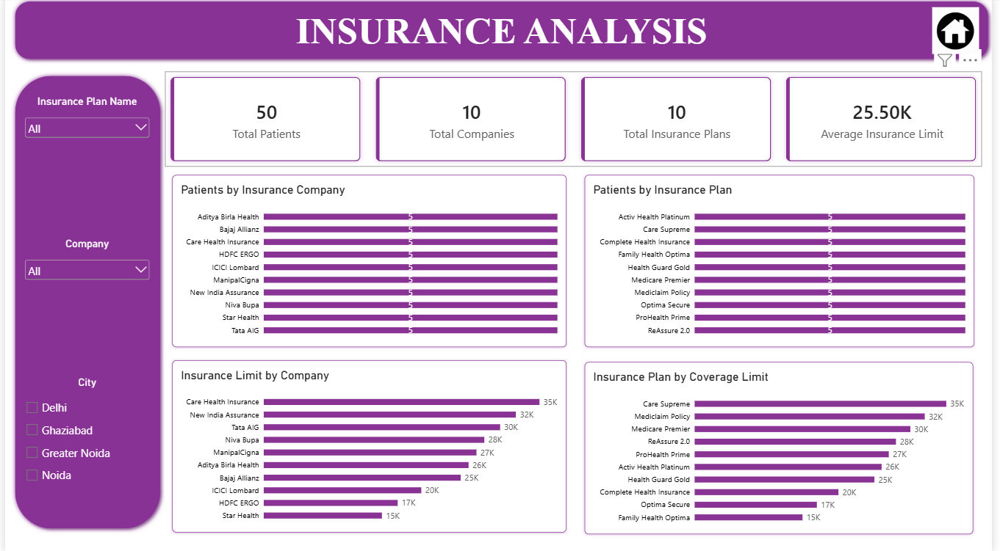 INSURANCE ANALYSIS
Insurance Plan Name
All
Company
All
City
Delhi
Ghaziabad
Greater Noida
Noida
50
Total Patients
10
Total Companies
10
Total Insurance Plans
25.50K
Average Insurance Limit
Patients by Insurance Company
Aditya Birla Health 5
Bajaj Allianz 5
Care Health Insurance 5
HDFC ERGO 5
ICICI Lombard 5
ManipalCigna 5
New India Assurance 5
Niva Bupa 5
Star Health 5
Tata AIG 5
Patients by Insurance Plan
Activ Health Platinum 5
Care Supreme 5
Complete Health Insurance 5
Family Health Optima 5
Health Guard Gold 5
Medicare Premier 5
Mediclaim Policy 5
Optima Secure 5
ProHealth Prime 5
ReAssure 2.0 5
Insurance Limit by Company
Care Health Insurance 35K
New India Assurance 32K
Tata AIG 30K
Niva Bupa 28K
ManipalCigna 27K
Aditya Birla Health 26K
Bajaj Allianz 25K
ICICI Lombard 20K
HDFC ERGO 17K
Star Health 15K
Insurance Plan by Coverage Limit
Care Supreme 35K
Mediclaim Policy 32K
Medicare Premier 30K
ReAssure 2.0 28K
ProHealth Prime 27K
Activ Health Platinum 26K
Health Guard Gold 25K
Complete Health Insurance 20K
Optima Secure 17K
Family Health Optima 15K